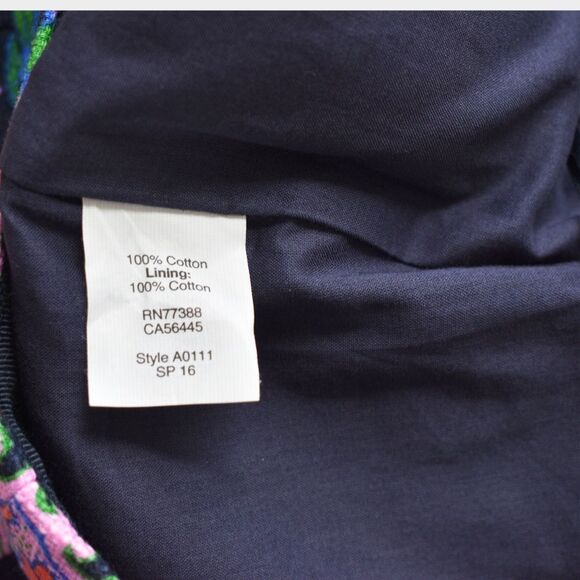 100% Cotton
Lining:
100% Cotton
RN77388
CA56445
Style A0111
SP 16